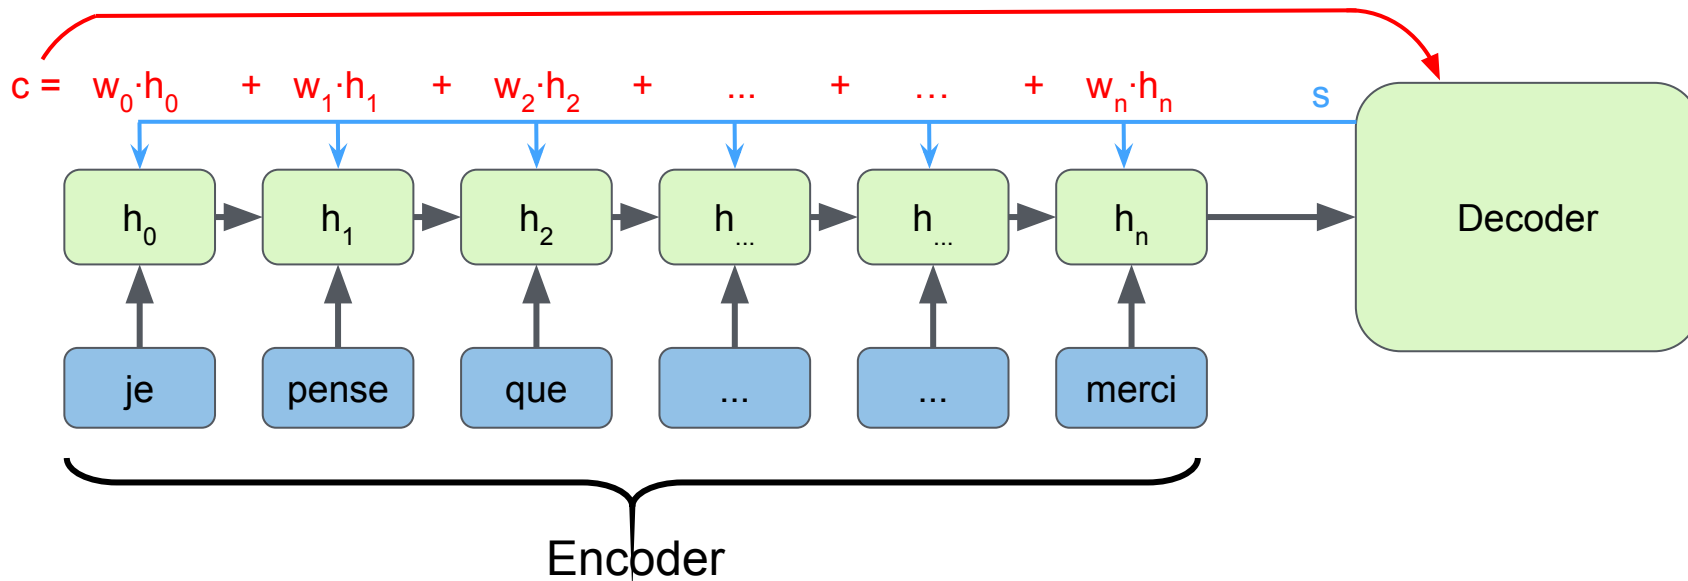 c = w₀·h₀ + w₁·h₁ + w₂·h₂ + ... + ... + wₙ·hₙ s
h₀ h₁ h₂ h... h... hₙ Decoder
je pense que ... ... merci
Encoder